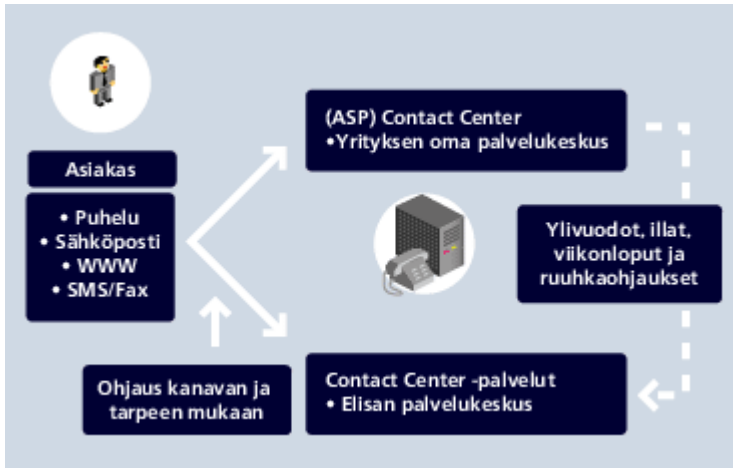 Asiakas
• Puhelu
• Sähköposti
• WWW
• SMS/Fax
(ASP) Contact Center
•Yrityksen oma palvelukeskus
Ylivuodot, illat,
viikonloput ja
ruuhkaohjaukset
Ohjaus kanavan ja
tarpeen mukaan
Contact Center -palvelut
• Elisan palvelukeskus